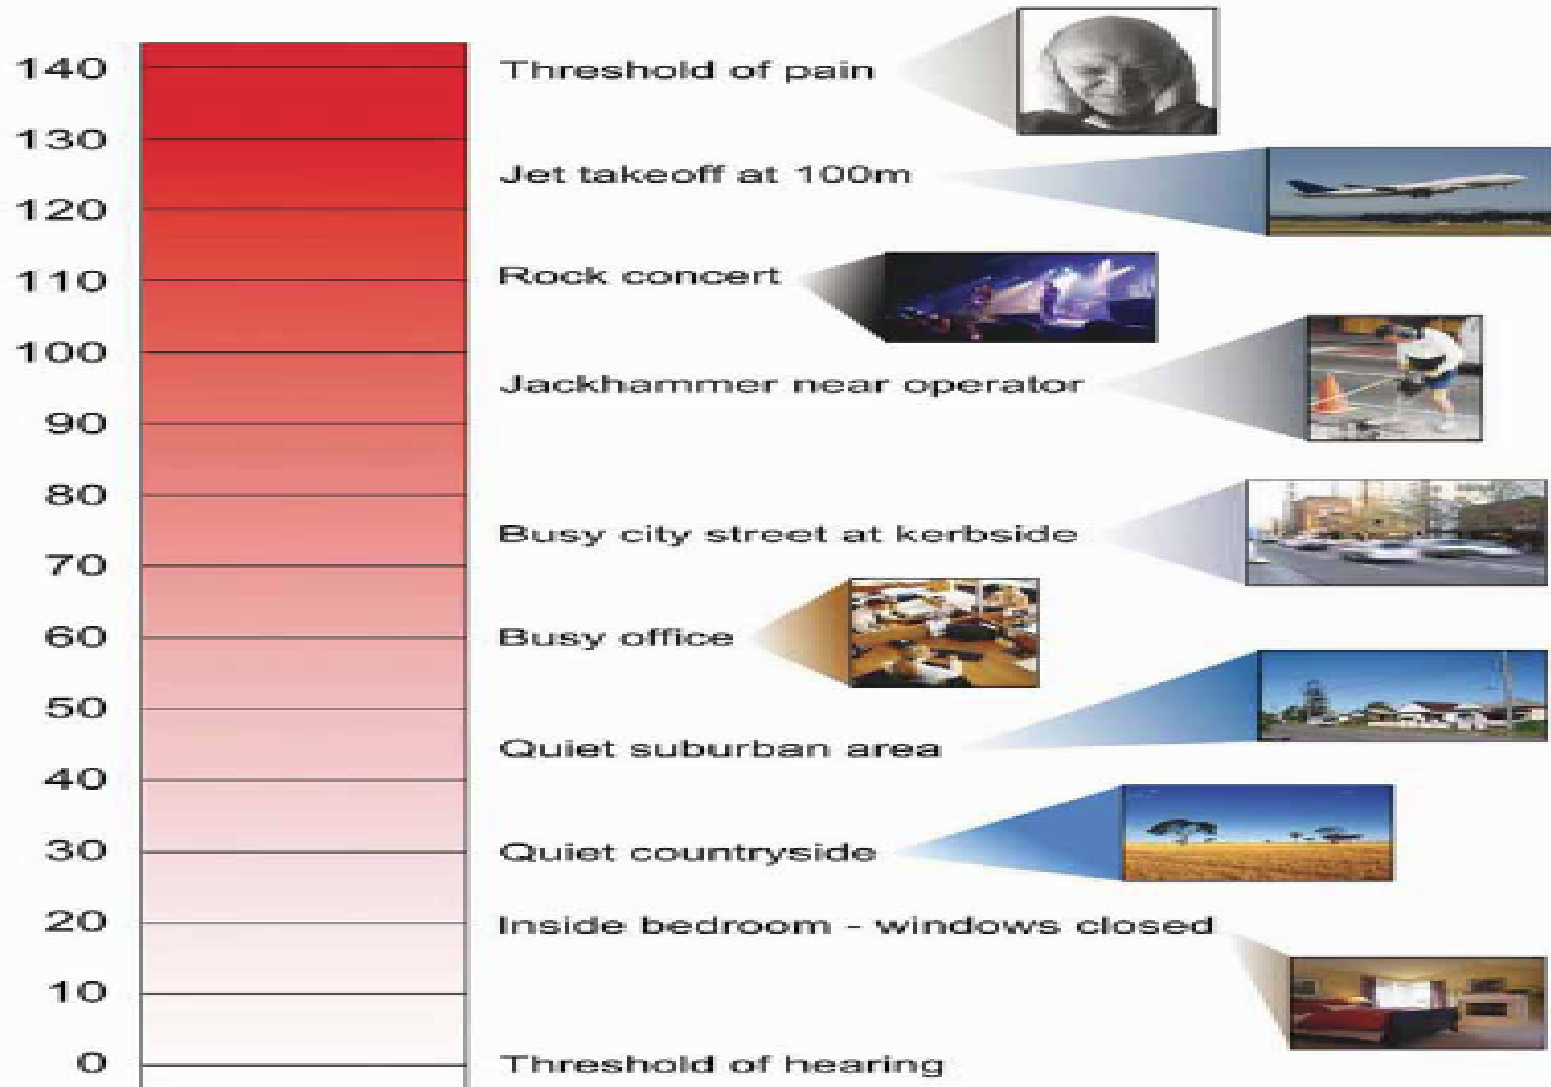 140 Threshold of pain
130
Jet takeoff at 100m
120
110 Rock concert
100
Jackhammer near operator
90
80
Busy city street at kerbside
70
60 Busy office
50
Quiet suburban area
40
30 Quiet countryside
20 Inside bedroom - windows closed
10
0 Threshold of hearing